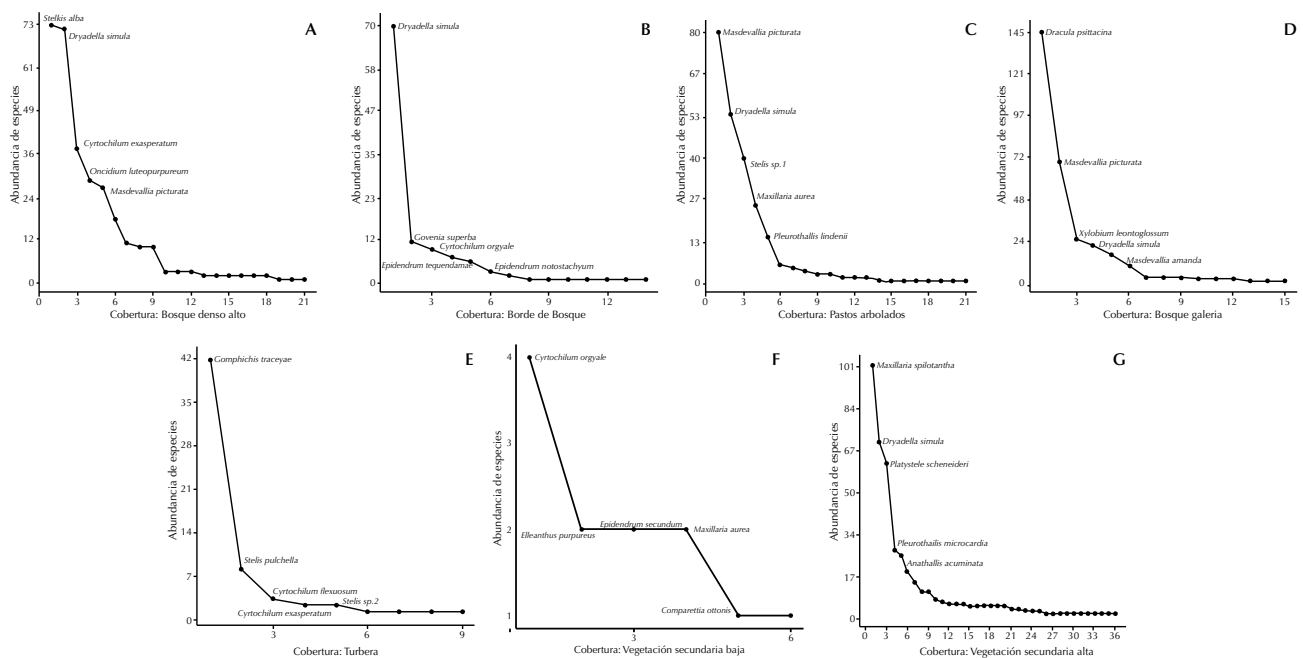 A
Abundancia de especies
73
61
49
36
24
12
0
Stelkis alba
Dryadella simula
Cyrtochilum exasperatum
Oncidium luteopurpureum
Masdevallia picturata
0 3 6 9 12 15 18 21
Cobertura: Bosque denso alto
B
Abundancia de especies
70
58
47
35
23
12
0
Dryadella simula
Govenia superba
Cyrtochilum orgyale
Epidendrum tequendamae
Epidendrum notostachyum
3 6 9 12
Cobertura: Borde de Bosque
C
Abundancia de especies
80
67
53
40
27
13
0
Masdevallia picturata
Dryadella simula
Stelis sp.1
Maxillaria aurea
Pleurothallis lindenii
0 3 6 9 12 15 18 21
Cobertura: Pastos arbolados
D
Abundancia de especies
145
121
97
72
48
24
0
Dracula psittacina
Masdevallia picturata
Xylobium leontoglossum
Dryadella simula
Masdevallia amanda
3 6 9 12 15
Cobertura: Bosque galeria
E
Abundancia de especies
42
35
28
21
14
7
0
Gomphichis traceyae
Stelis pulchella
Cyrtochilum flexuosum
Stelis sp.2
Cyrtochilum exasperatum
3 6 9
Cobertura: Turbera
F
Abundancia de especies
4
3
2
1
Cyrtochilum orgyale
Epidendrum secundum
Elleanthus purpureus
Maxillaria aurea
Comparettia ottonis
3 6
Cobertura: Vegetación secundaria baja
G
Abundancia de especies
101
84
67
50
34
17
0
Maxillaria spilotantha
Dryadella simula
Platystele scheneideri
Pleurothailis microcardia
Anathallis acuminata
0 3 6 9 12 15 18 21 24 27 30 33 36
Cobertura: Vegetación secundaria alta